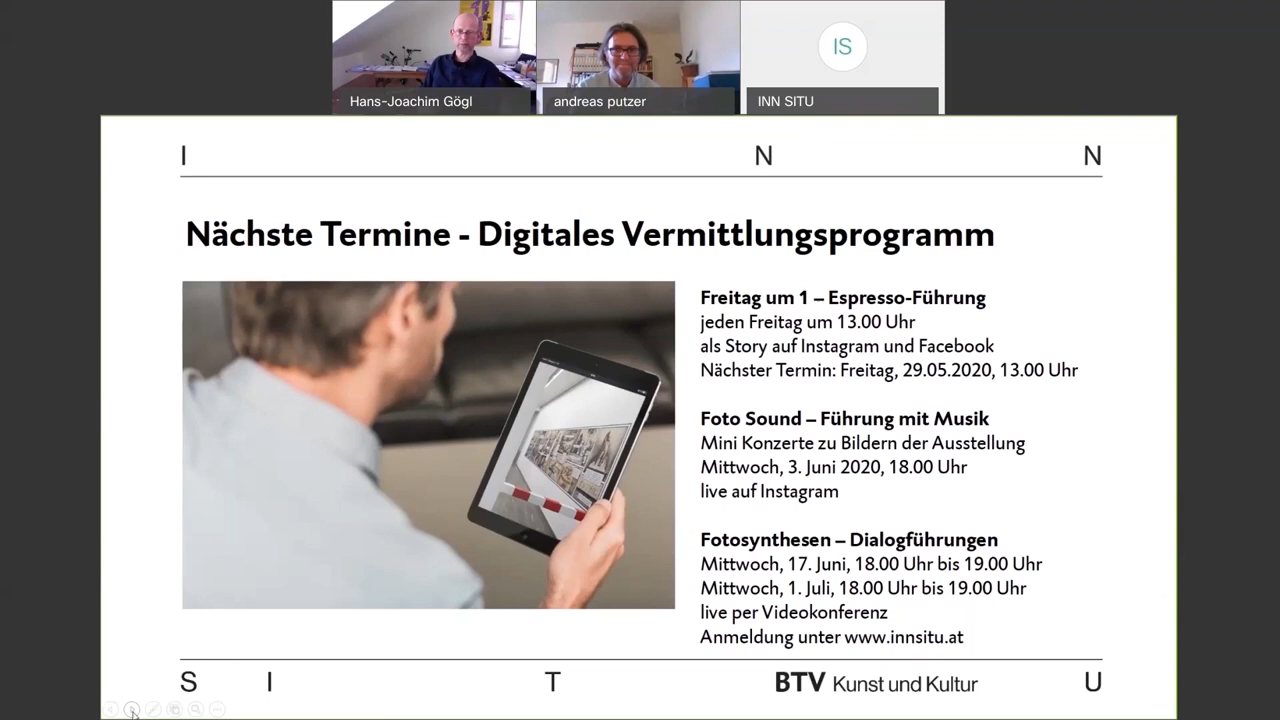 IS
Hans-Joachim Gögl
andreas putzer
INN SITU
I N N
Nächste Termine - Digitales Vermittlungsprogramm
Freitag um 1 – Espresso-Führung
jeden Freitag um 13.00 Uhr
als Story auf Instagram und Facebook
Nächster Termin: Freitag, 29.05.2020, 13.00 Uhr
Foto Sound – Führung mit Musik
Mini Konzerte zu Bildern der Ausstellung
Mittwoch, 3. Juni 2020, 18.00 Uhr
live auf Instagram
Fotosynthesen – Dialogführungen
Mittwoch, 17. Juni, 18.00 Uhr bis 19.00 Uhr
Mittwoch, 1. Juli, 18.00 Uhr bis 19.00 Uhr
live per Videokonferenz
Anmeldung unter www.innsitu.at
S I T BTV Kunst und Kultur U